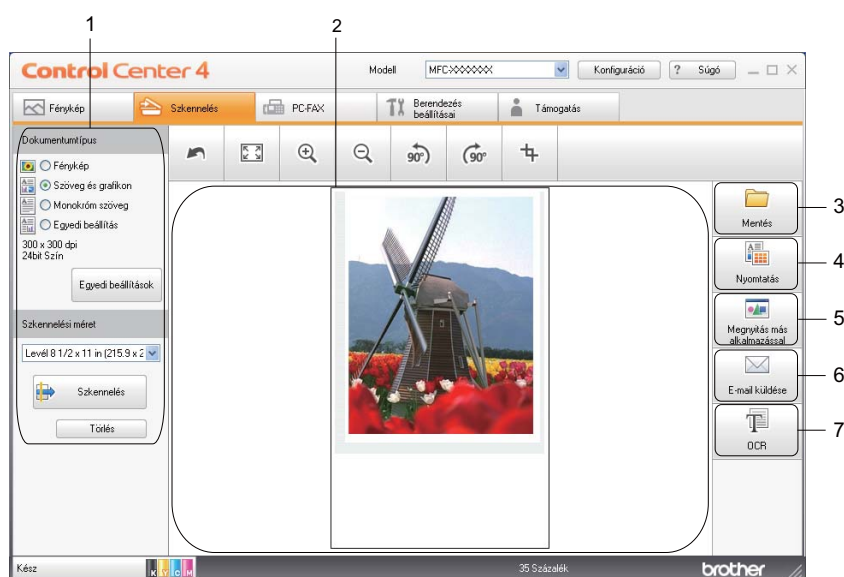 1
2
Control Center 4
Modell
MFC-XXXXXX
Konfiguráció
? Súgó
Fénykép
Szkennelés
PC-FAX
Berendezés
beállításai
Támogatás
Dokumentumtípus
Fénykép
Szöveg és grafikon
Monokróm szöveg
Egyedi beállítás
300 x 300 dpi
24bit Szín
Egyedi beállítások
Szkennelési méret
Levél 8 1/2 x 11 in (215.9 x 2
Szkennelés
Törlés
90°
90°
Mentés
3
Nyomtatás
4
Megnyitás más
alkalmazással
5
E-mail küldése
6
OCR
7
Kész
K Y C M
35 Százalék
brother